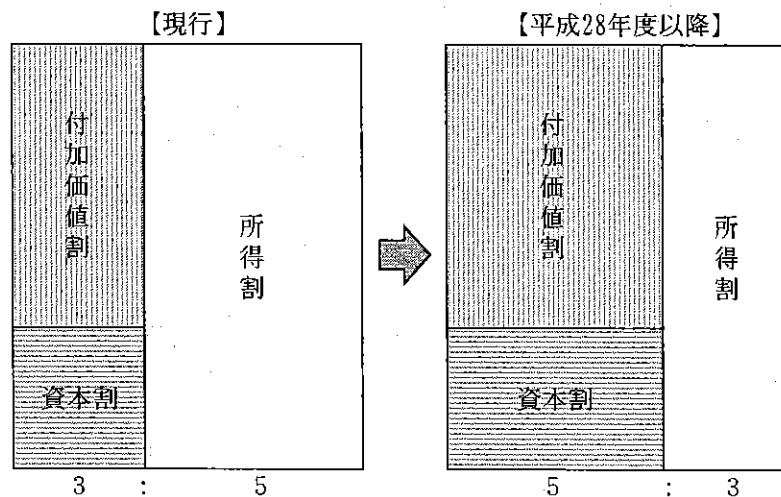 【現行】
付加価値割
資本割
所得割
3 : 5
【平成28年度以降】
付加価値割
資本割
所得割
5 : 3